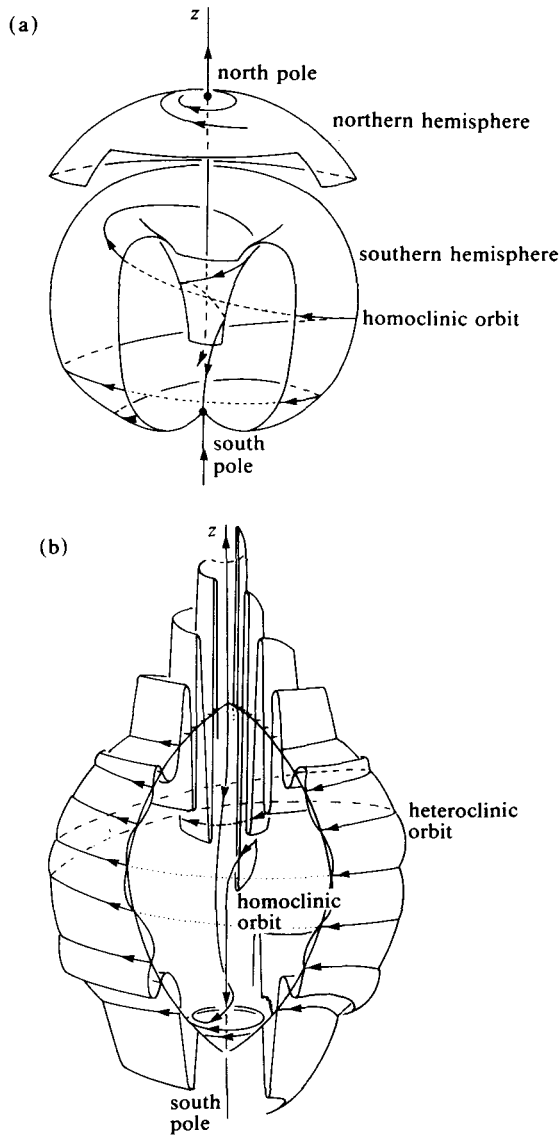 (a)
z
north pole
northern hemisphere
southern hemisphere
homoclinic orbit
south
pole
(b)
z
heteroclinic
orbit
homoclinic
orbit
south
pole